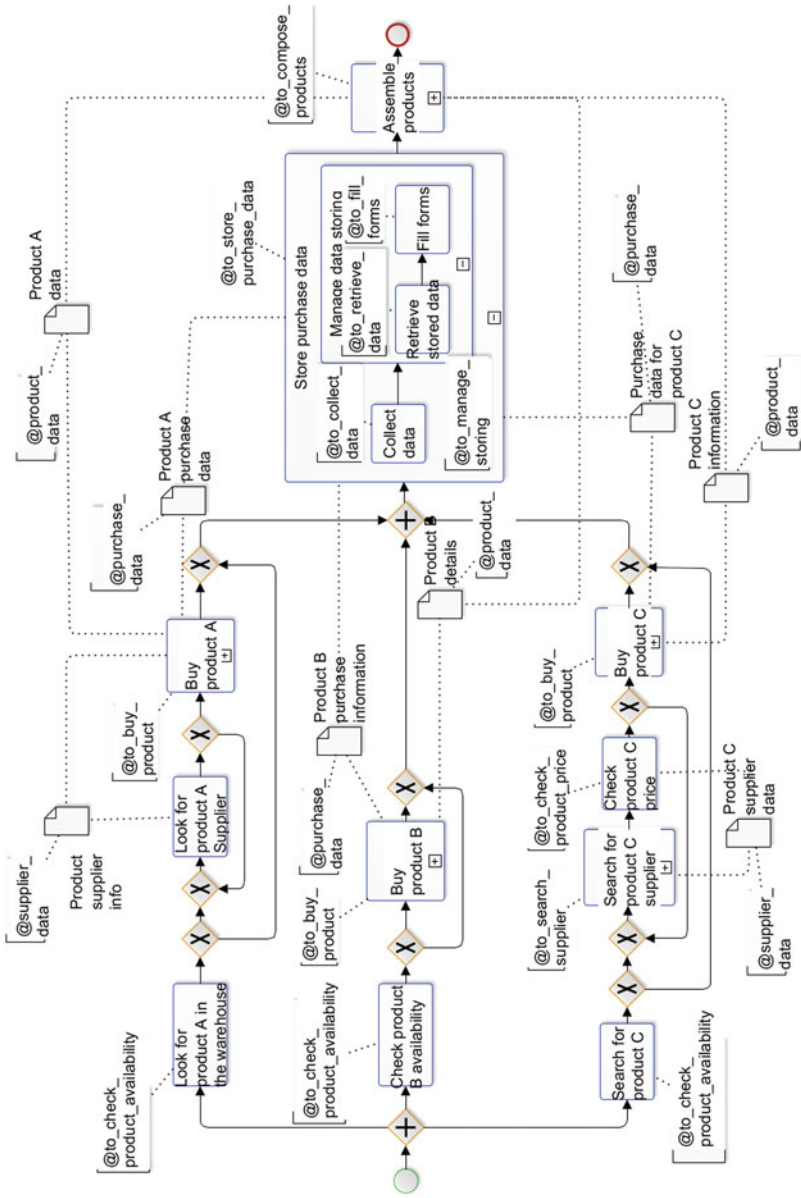 @to_check_
product_availability
Look for
product A in
the warehouse
@supplier_
data
Product
supplier
info
Look for
product A
Supplier
@to_buy_
product
Buy
product A
@purchase_
data
Product A
purchase
data
@product_
data
Product A
data
@to_check_
product_availability
Check product
B availability
@to_buy_
product
Buy
product B
@purchase_
data
Product B
purchase
information
Product B
details
@product_
data
@to_check_
product_availability
Search for
product C
@to_search_
supplier
Search for
product C
supplier
@supplier_
data
Product C
supplier
data
@to_check_
product_price
Check
product C
price
@to_buy_
product
Buy
product C
Purchase
data for
product C
@purchase_
data
Product C
information
@product_
data
@to_store_
purchase_data
Store purchase data
@to_collect_
data
Collect
data
@to_manage_
storing
Manage data storing
@to_retrieve_
data
Retrieve
stored data
@to_fill_
forms
Fill forms
@to_compose_
products
Assemble
products